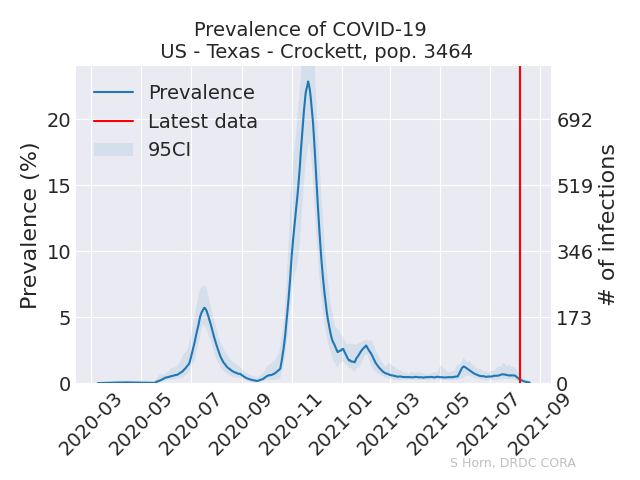 Prevalence of COVID-19
US - Texas - Crockett, pop. 3464
Prevalence
Latest data
95CI
Prevalence (%)
20
15
10
5
0
692
519
346
173
0
# of infections
2020-03
2020-05
2020-07
2020-09
2020-11
2021-01
2021-03
2021-05
2021-07
2021-09
S Horn, DRDC CORA